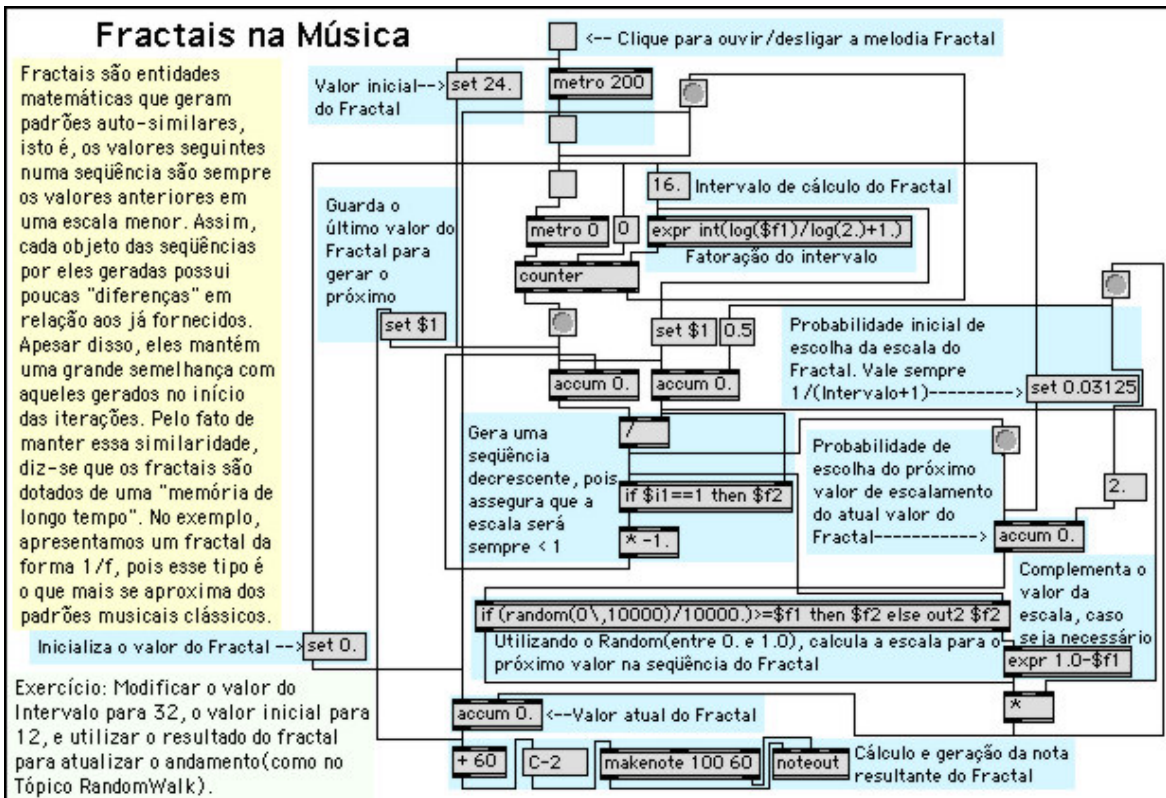 Fractais na Música
<-- Clique para ouvir/desligar a melodia Fractal
Fractais são entidades
matemáticas que geram
padrões auto-similares,
isto é, os valores seguintes
numa seqüência são sempre
os valores anteriores em
uma escala menor. Assim,
cada objeto das seqüências
por eles geradas possui
poucas "diferenças" em
relação aos já fornecidos.
Apesar disso, eles mantém
uma grande semelhança com
aqueles gerados no início
das iterações. Pelo fato de
manter essa similaridade,
diz-se que os fractais são
dotados de uma "memória de
longo tempo". No exemplo,
apresentamos um fractal da
forma 1/f, pois esse tipo é
o que mais se aproxima dos
padrões musicais clássicos.
Valor inicial-->
do Fractal
set 24.
metro 200
16.
Intervalo de cálculo do Fractal
Guarda o
último valor do
Fractal para
gerar o
próximo
metro 0
0
expr int(log($f1)/log(2.)+1.)
Fatoração do intervalo
counter
set $1
set $1
0.5
Probabilidade inicial de
escolha da escala do
Fractal. Vale sempre
1/(Intervalo+1)--------->
set 0.03125
accum 0.
accum 0.
/
Gera uma
seqüência
decrescente, pois
assegura que a
escala será
sempre < 1
if $i1==1 then $f2
* -1.
Probabilidade de
escolha do próximo
valor de escalamento
do atual valor do
Fractal----------->
2.
accum 0.
Complementa o
valor da
escala, caso
seja necessário
if (random(0\,10000)/10000.)>=$f1 then $f2 else out2 $f2
Utilizando o Random(entre 0. e 1.0), calcula a escala para o
próximo valor na seqüência do Fractal
expr 1.0-$f1
*
Inicializa o valor do Fractal -->
set 0.
Exercício: Modificar o valor do
Intervalo para 32, o valor inicial para
12, e utilizar o resultado do fractal
para atualizar o andamento(como no
Tópico RandomWalk).
accum 0.
<--Valor atual do Fractal
+ 60
C-2
makenote 100 60
noteout
Cálculo e geração da nota
resultante do Fractal